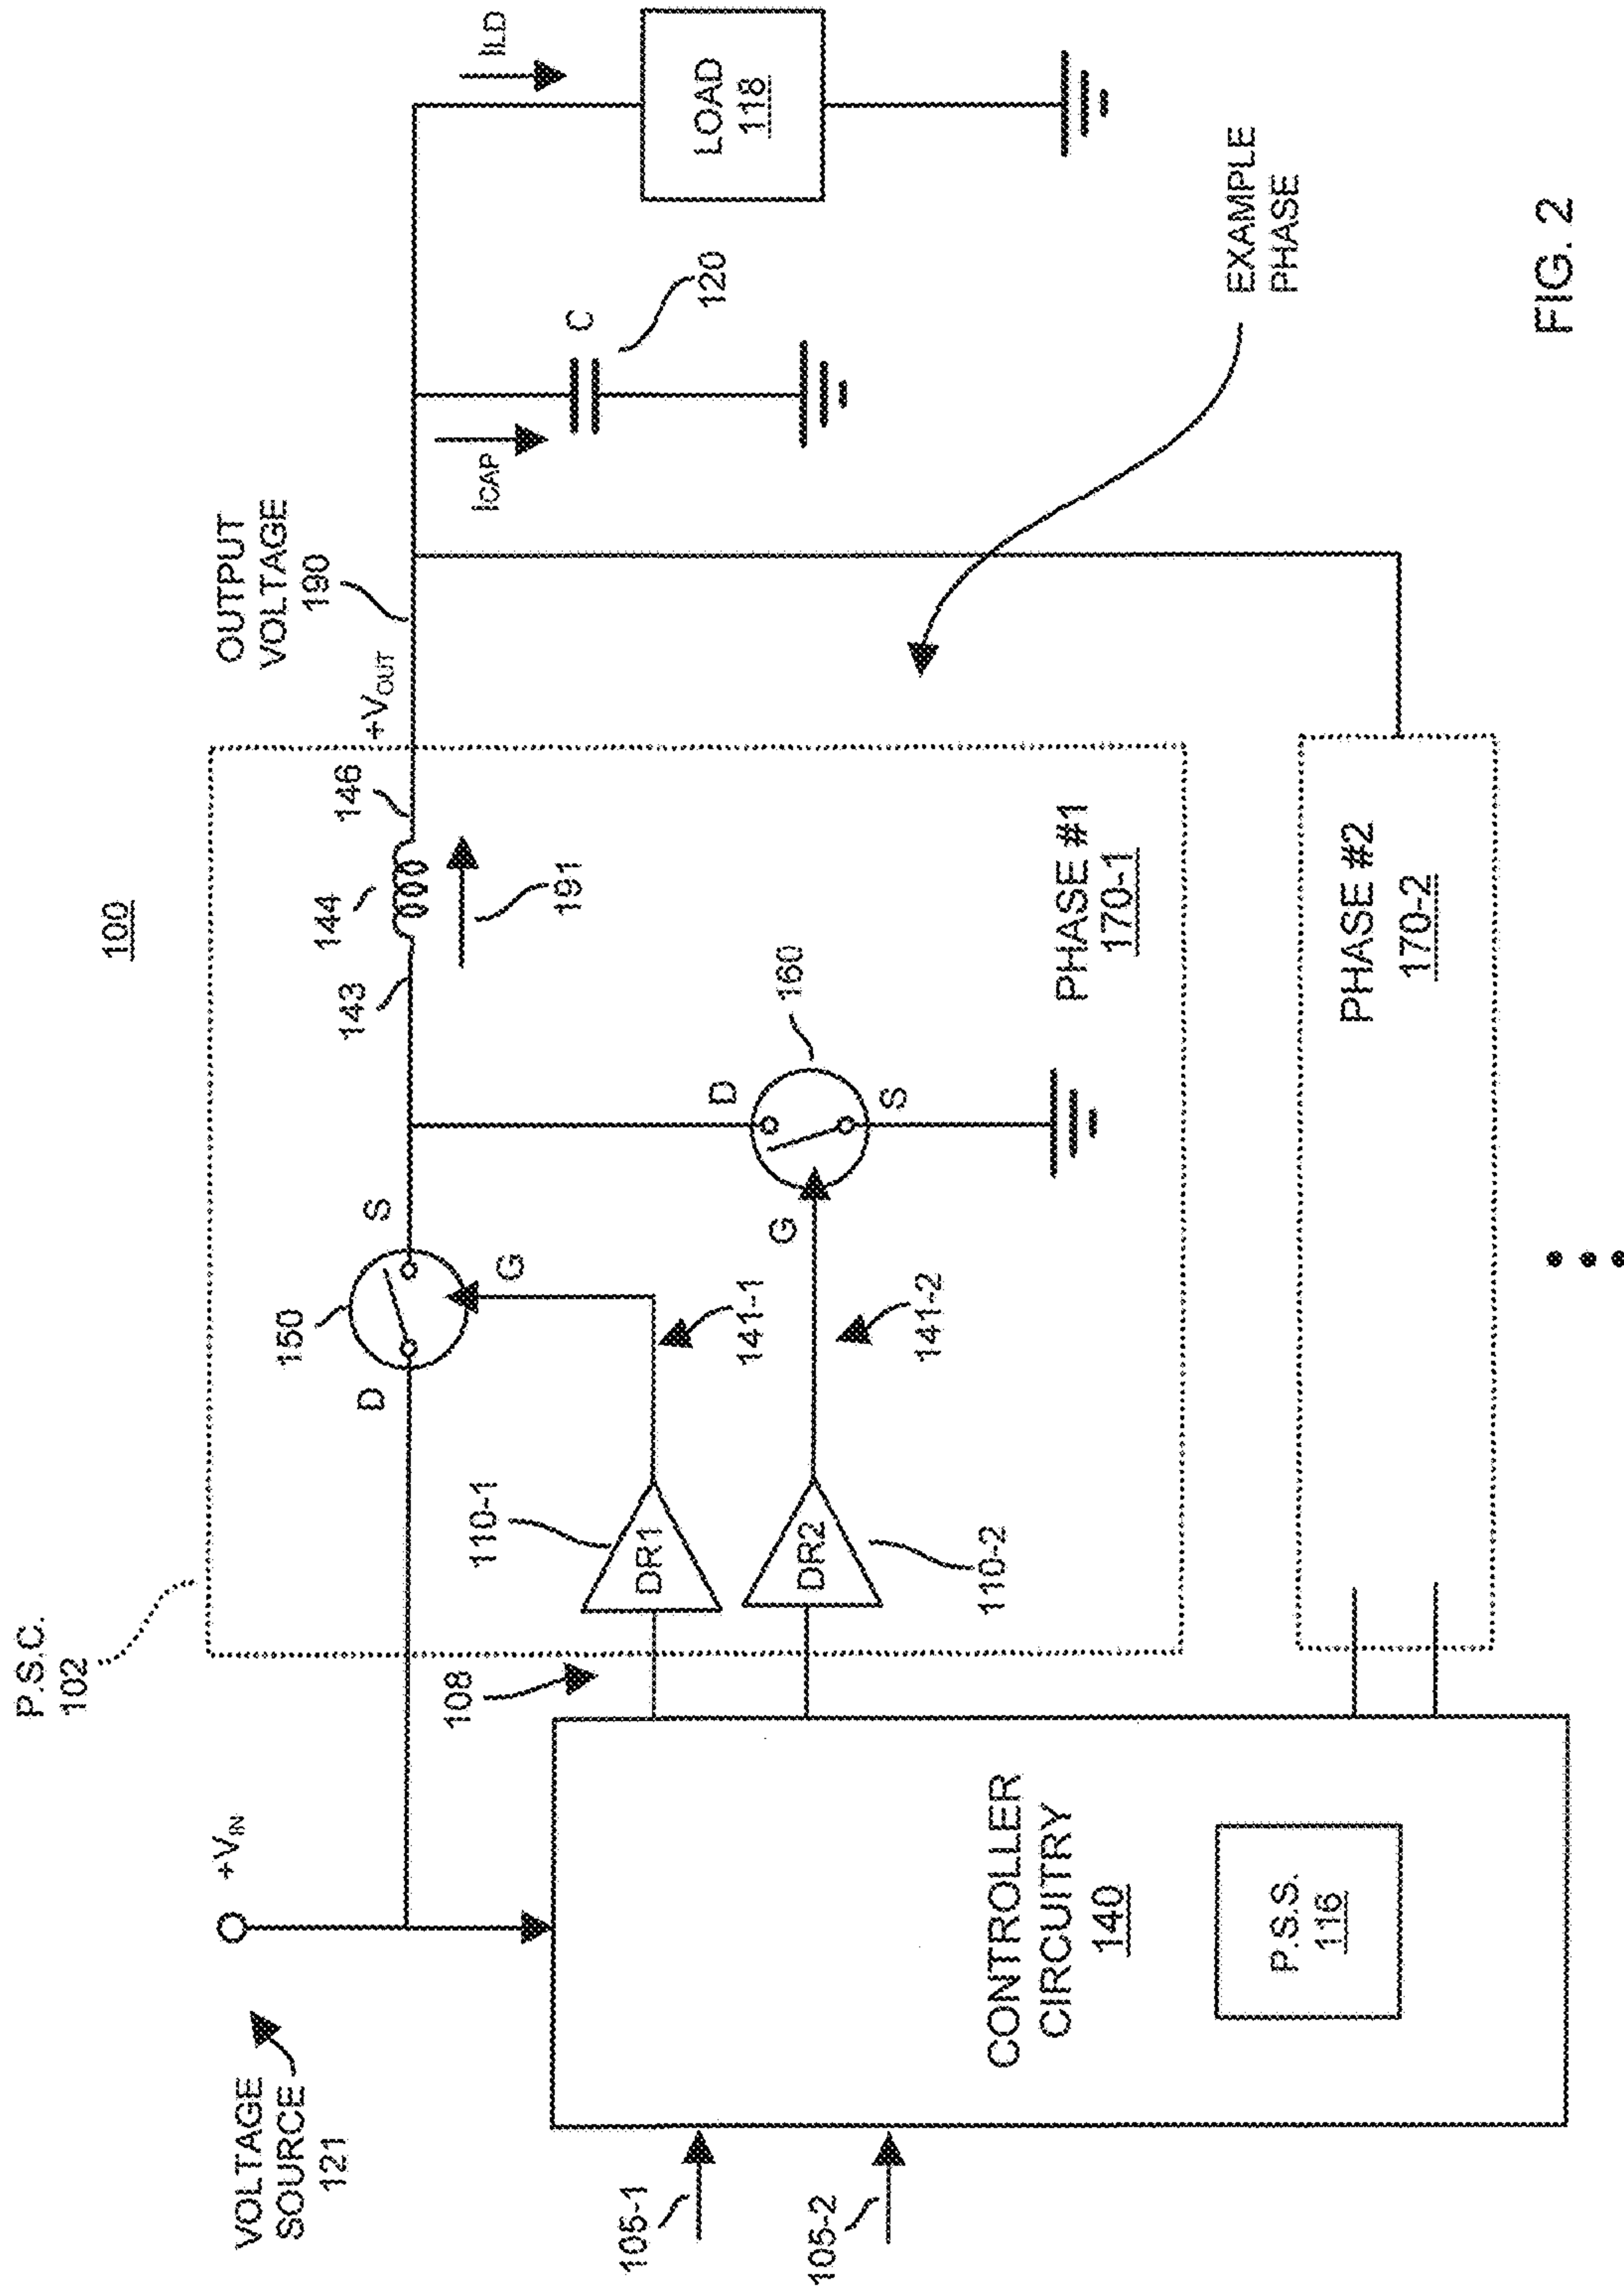 100
P.S.C.
102
VOLTAGE
SOURCE
121
+VIN
OUTPUT
VOLTAGE
190
+VOUT
150
D
S
G
143
144
146
191
ICAP
C
120
ILD
LOAD
118
108
110-1
DR1
141-1
110-2
DR2
141-2
G
D
S
160
PHASE #1
170-1
EXAMPLE
PHASE
105-1
105-2
CONTROLLER
CIRCUITRY
140
P.S.S.
116
PHASE #2
170-2
FIG. 2